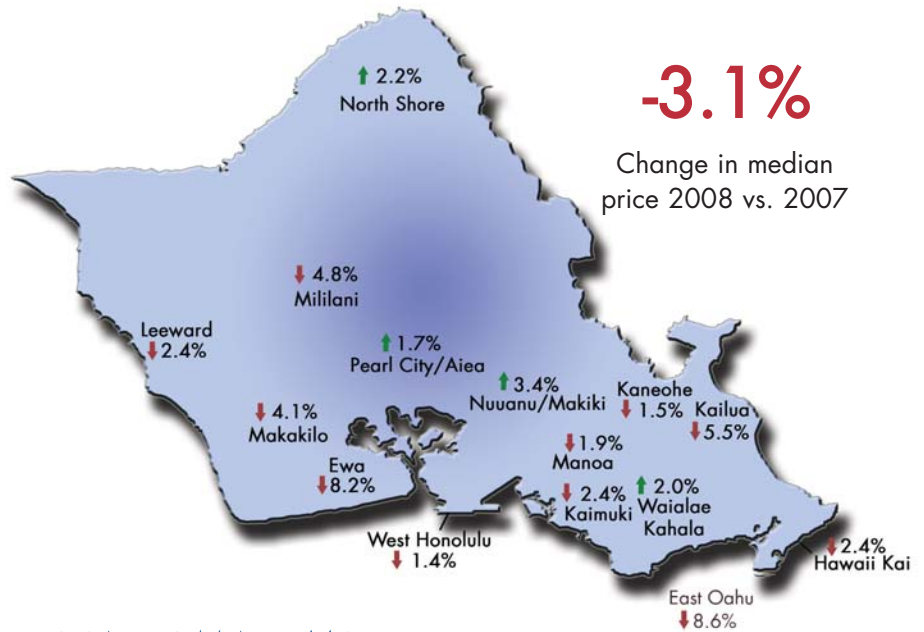 -3.1%
Change in median
price 2008 vs. 2007
2.2%
North Shore
4.8%
Mililani
Leeward
2.4%
1.7%
Pearl City/Aiea
3.4%
Nuuanu/Makiki
Kaneohe
1.5%
Kailua
5.5%
4.1%
Makakilo
1.9%
Manoa
Ewa
8.2%
2.4%
Kaimuki
2.0%
Waialae
Kahala
West Honolulu
1.4%
2.4%
Hawaii Kai
East Oahu
8.6%